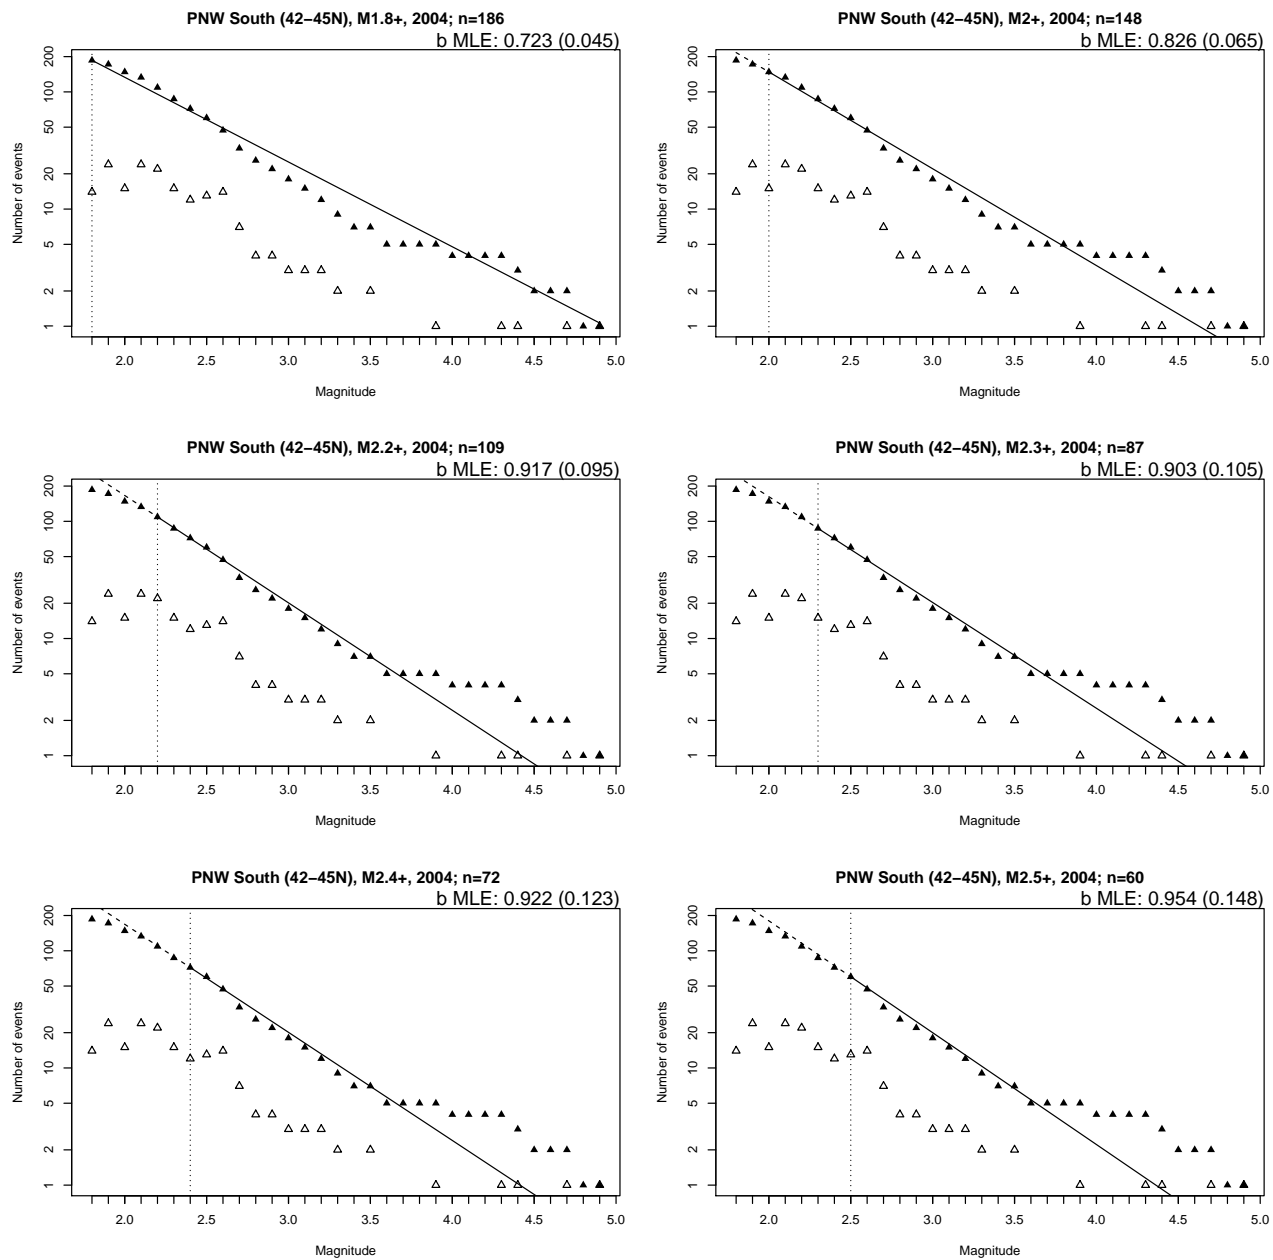 PNW South (42−45N), M1.8+, 2004; n=186
b MLE: 0.723 (0.045)
200
100
50
20
10
5
2
1
Number of events
2.0 2.5 3.0 3.5 4.0 4.5 5.0
Magnitude
PNW South (42−45N), M2+, 2004; n=148
b MLE: 0.826 (0.065)
200
100
50
20
10
5
2
1
Number of events
2.0 2.5 3.0 3.5 4.0 4.5 5.0
Magnitude
PNW South (42−45N), M2.2+, 2004; n=109
b MLE: 0.917 (0.095)
200
100
50
20
10
5
2
1
Number of events
2.0 2.5 3.0 3.5 4.0 4.5 5.0
Magnitude
PNW South (42−45N), M2.3+, 2004; n=87
b MLE: 0.903 (0.105)
200
100
50
20
10
5
2
1
Number of events
2.0 2.5 3.0 3.5 4.0 4.5 5.0
Magnitude
PNW South (42−45N), M2.4+, 2004; n=72
b MLE: 0.922 (0.123)
200
100
50
20
10
5
2
1
Number of events
2.0 2.5 3.0 3.5 4.0 4.5 5.0
Magnitude
PNW South (42−45N), M2.5+, 2004; n=60
b MLE: 0.954 (0.148)
200
100
50
20
10
5
2
1
Number of events
2.0 2.5 3.0 3.5 4.0 4.5 5.0
Magnitude